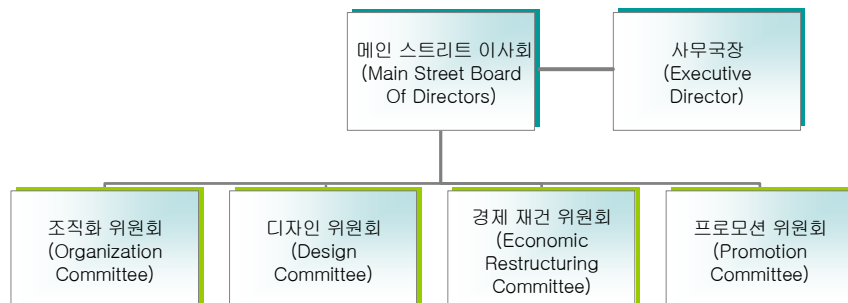 메인 스트리트 이사회
(Main Street Board
Of Directors)
사무국장
(Executive
Director)
조직화 위원회
(Organization
Committee)
디자인 위원회
(Design
Committee)
경제 재건 위원회
(Economic
Restructuring
Committee)
프로모션 위원회
(Promotion
Committee)